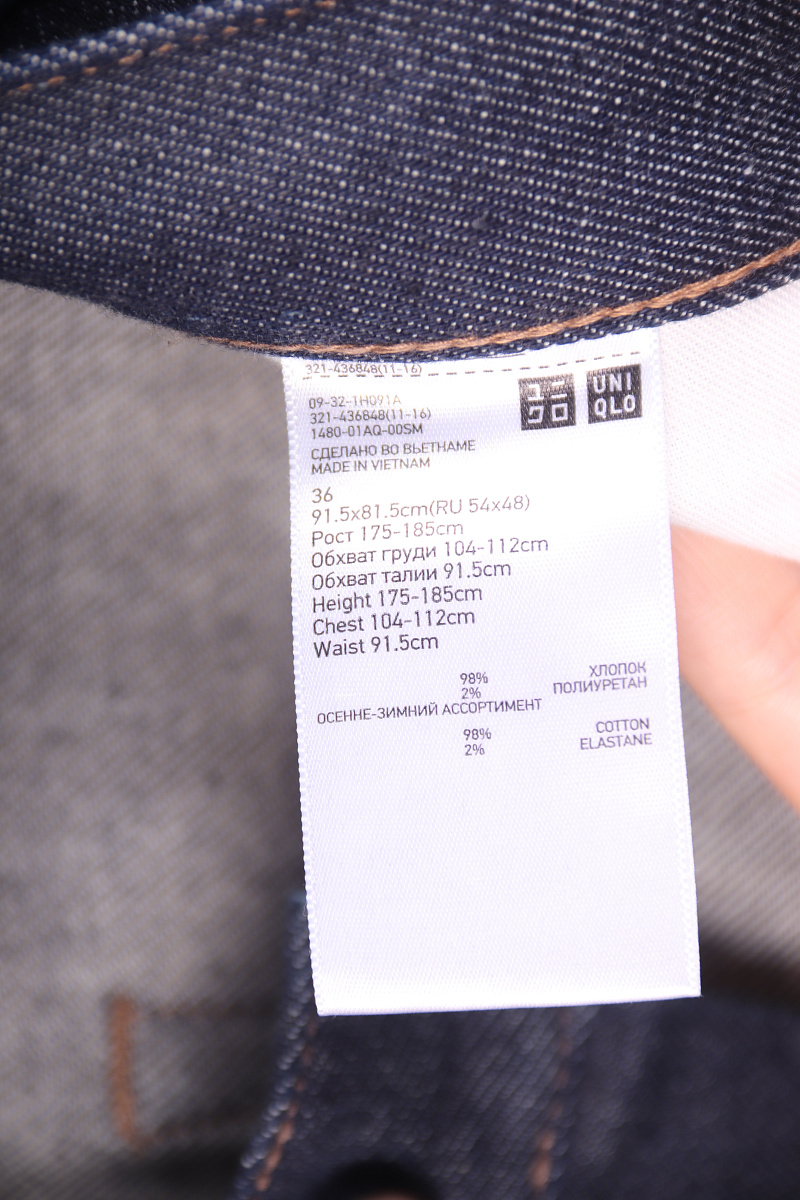 321-436848(11-16)
UNI
QLO
09-32-1H091A
321-436848(11-16)
1480-01AQ-00SM
СДЕЛАНО ВО ВЬЕТНАМЕ
MADE IN VIETNAM
36
91.5x81.5cm(RU 54x48)
Рост 175-185cm
Обхват груди 104-112cm
Обхват талии 91.5cm
Height 175-185cm
Chest 104-112cm
Waist 91.5cm
98% ХЛОПОК
2% ПОЛИУРЕТАН
ОСЕННЕ-ЗИМНИЙ АССОРТИМЕНТ
98% COTTON
2% ELASTANE